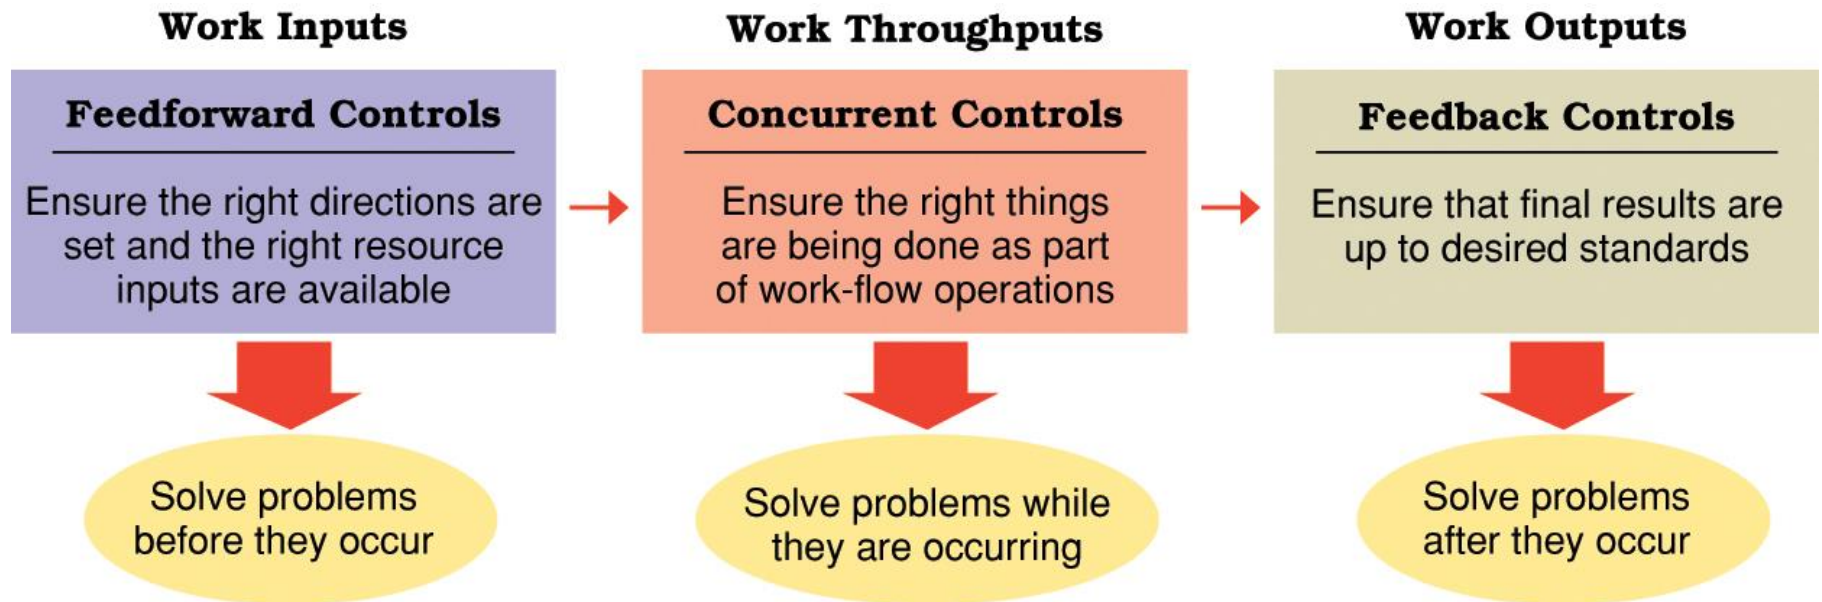 Work Inputs
Feedforward Controls
Ensure the right directions are
set and the right resource
inputs are available
Solve problems
before they occur
Work Throughputs
Concurrent Controls
Ensure the right things
are being done as part
of work-flow operations
Solve problems while
they are occurring
Work Outputs
Feedback Controls
Ensure that final results are
up to desired standards
Solve problems
after they occur